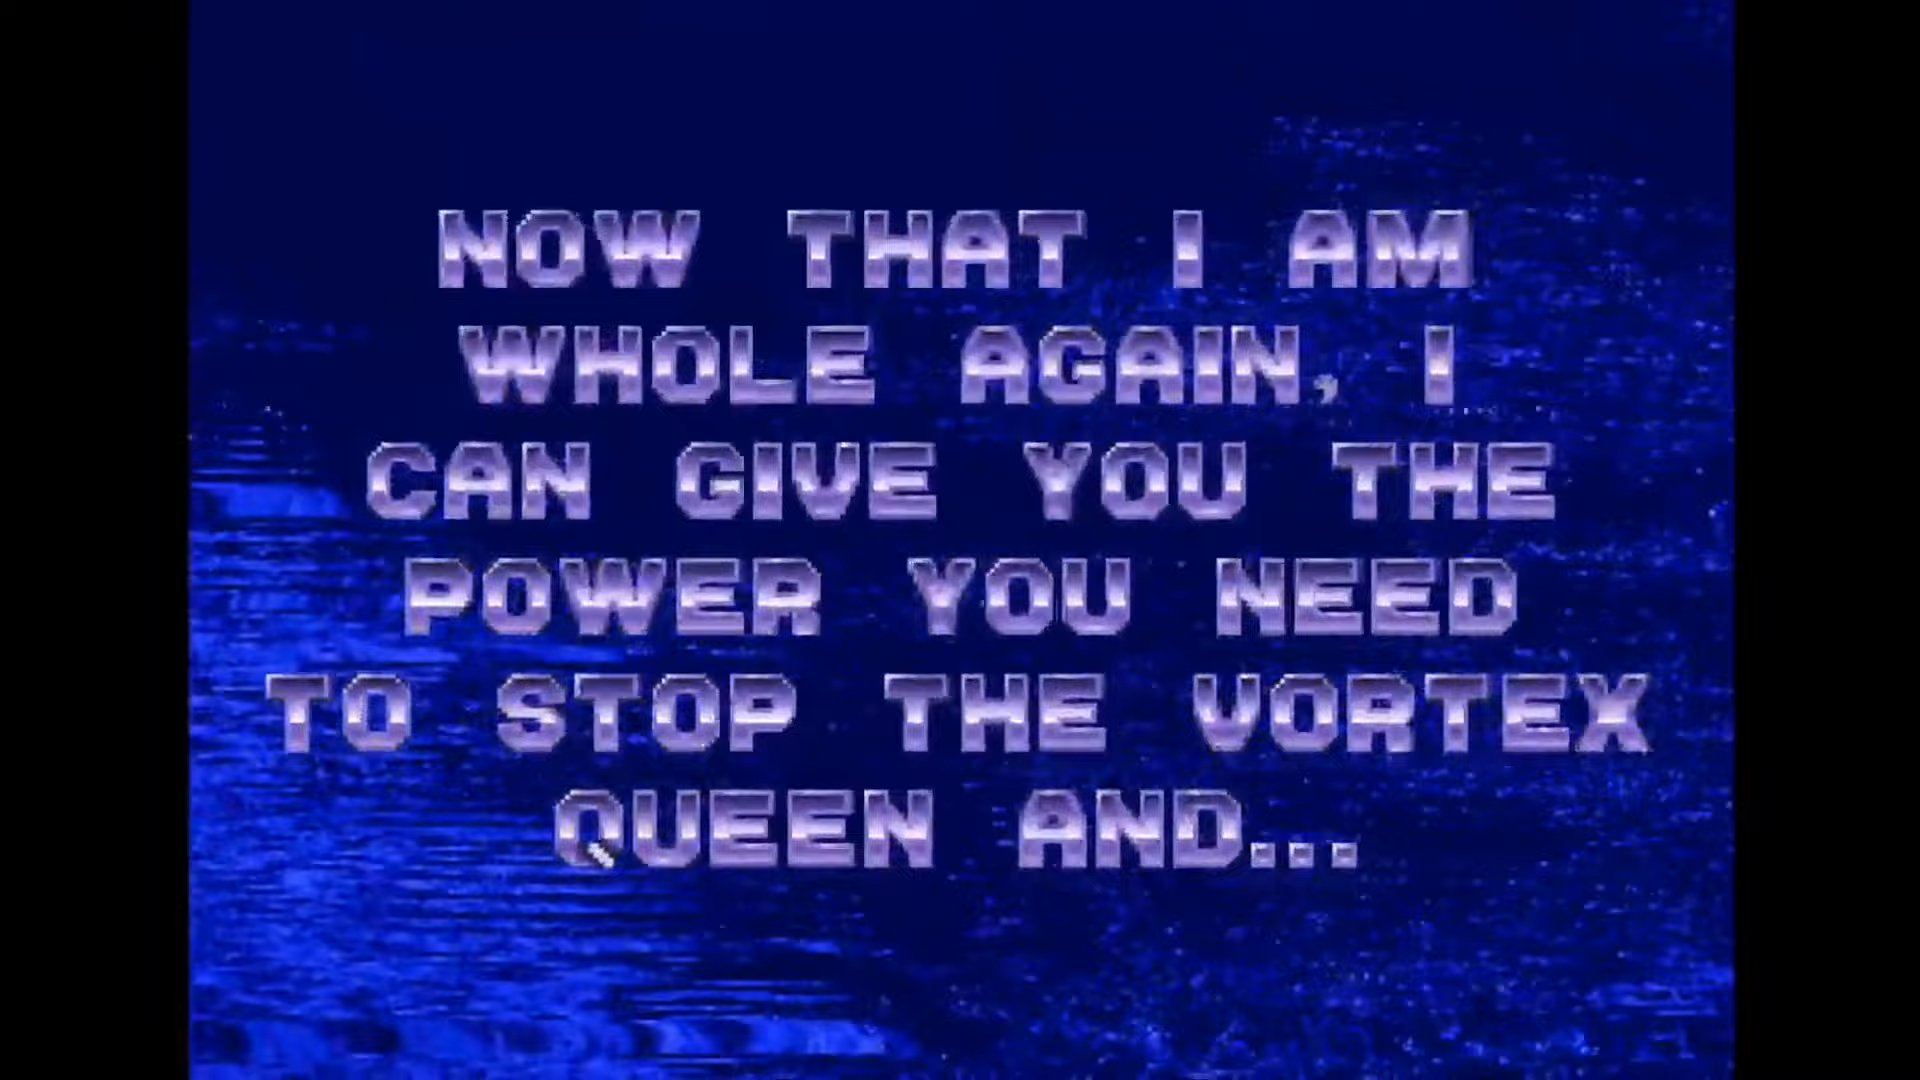 NOW THAT I AM
WHOLE AGAIN, I
CAN GIVE YOU THE
POWER YOU NEED
TO STOP THE VORTEX
QUEEN AND...